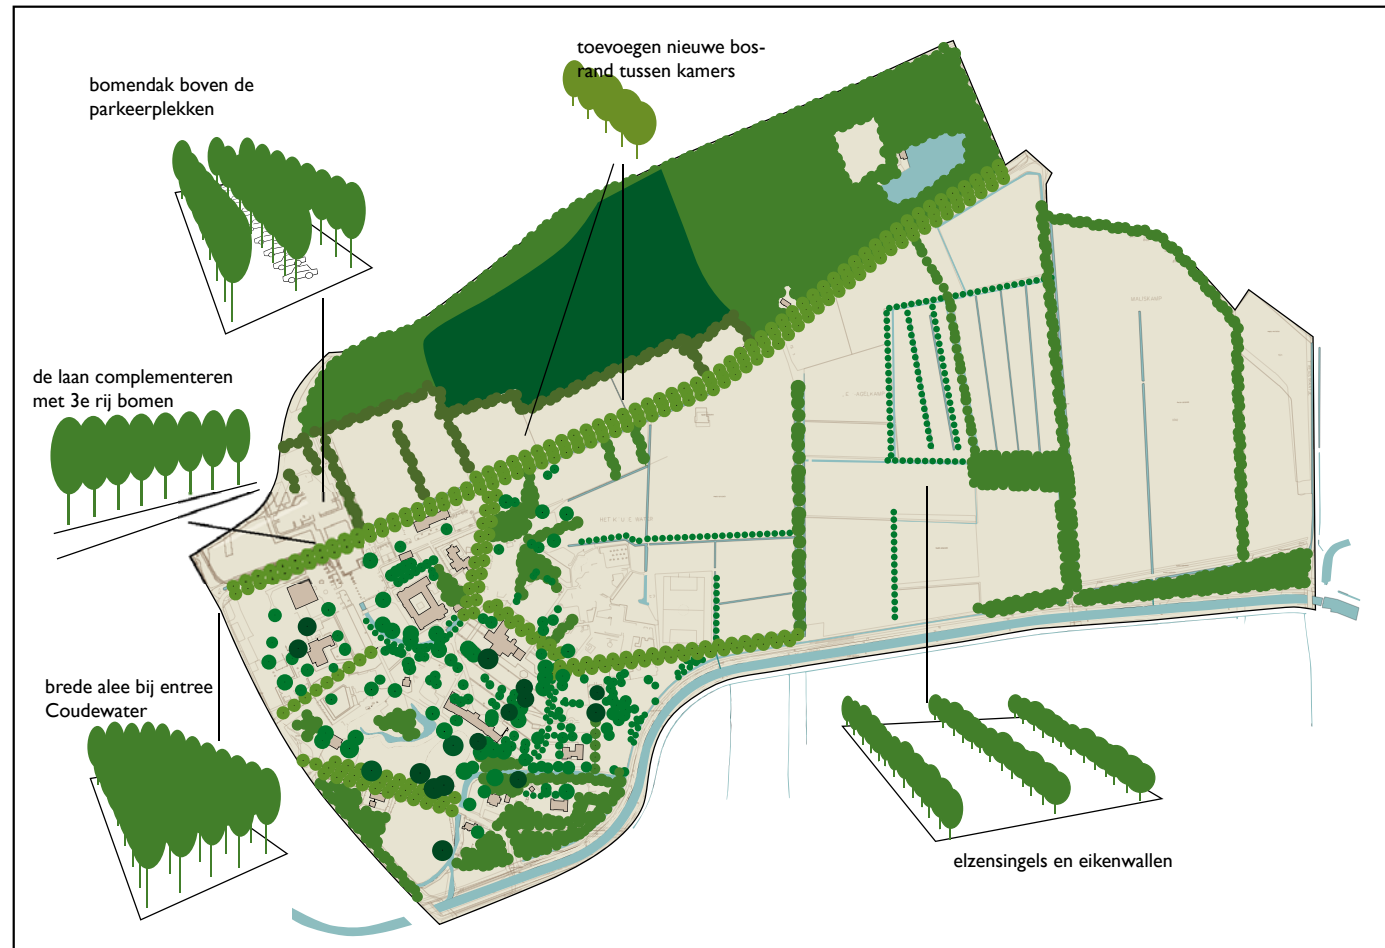 toevoegen nieuwe bos-
rand tussen kamers
bomendak boven de
parkeerplekken
de laan complementeren
met 3e rij bomen
brede alee bij entree
Coudewater
elzensingels en eikenwallen